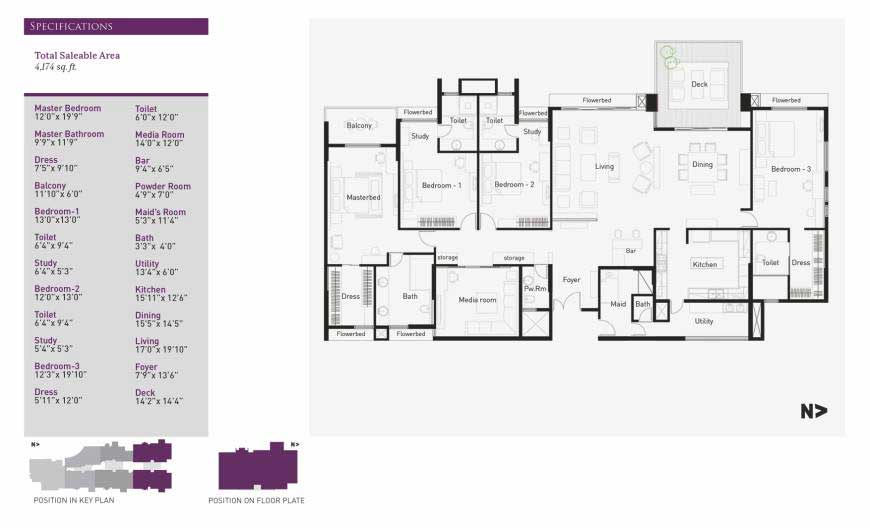 SPECIFICATIONS
Total Saleable Area
4,174 sq. ft.
Master Bedroom
12'0"x 19'9"
Master Bathroom
9'9"x 11'9"
Dress
7'5"x 9'10"
Balcony
11'10"x 6'0"
Bedroom-1
13'0"x13'0"
Toilet
6'4"x 9'4"
Study
6'4"x 5'3"
Bedroom-2
12'0"x 13'0"
Toilet
6'4"x 9'4"
Study
5'4"x 5'3"
Bedroom-3
12'3"x 19'10"
Dress
5'11"x 12'0"
Toilet
6'0"x 12'0"
Media Room
14'0"x 12'0"
Bar
9'4"x 6'5"
Powder Room
4'9"x 7'0"
Maid's Room
5'3"x 11'4"
Bath
3'3"x 4'0"
Utility
13'4"x 6'0"
Kitchen
15'11"x 12'6"
Dining
15'5"x 14'5"
Living
17'0"x 19'10"
Foyer
7'9"x 13'6"
Deck
14'2"x 14'4"
Deck
Flowerbed
Flowerbed
Flowerbed
Flowerbed
Balcony
Toilet
Toilet
Study
Study
Living
Dining
Bedroom - 3
Bedroom - 1
Bedroom - 2
Masterbed
Bar
storage
storage
Kitchen
Toilet
Dress
Foyer
Dress
Bath
Media room
Pw.Rm
Maid
Bath
Utility
Flowerbed
Flowerbed
N>
N>
N>
POSITION IN KEY PLAN
POSITION ON FLOOR PLATE